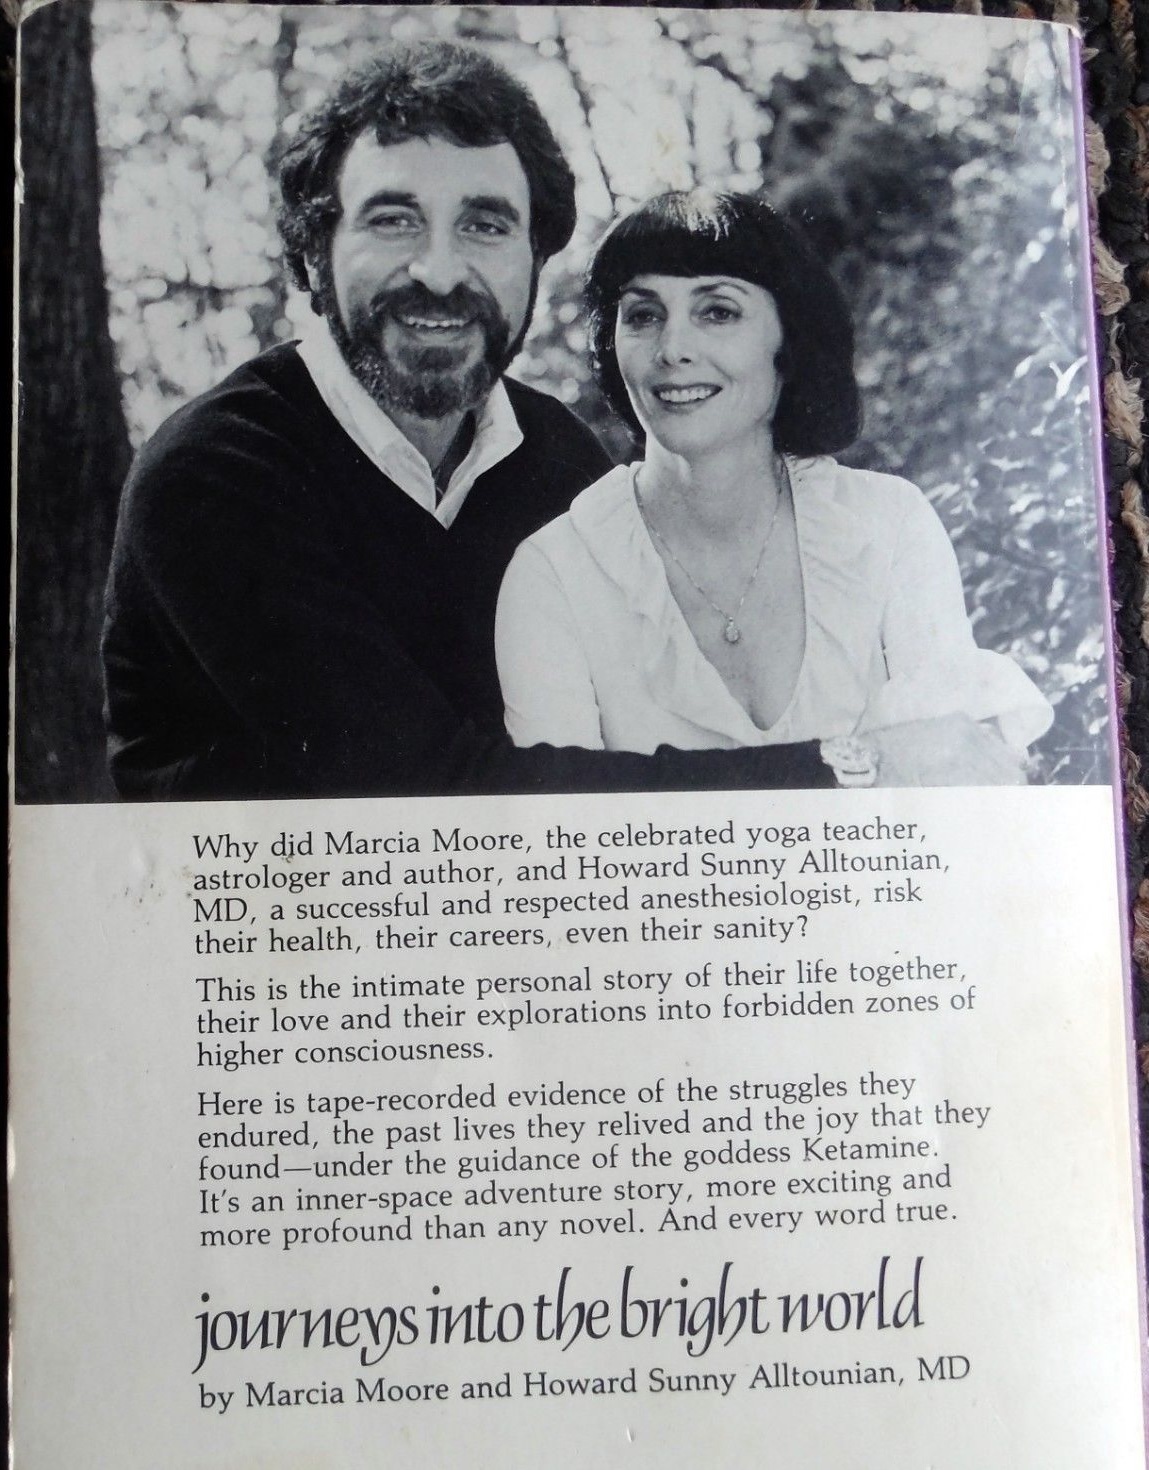 Why did Marcia Moore, the celebrated yoga teacher,
astrologer and author, and Howard Sunny Alltounian,
MD, a successful and respected anesthesiologist, risk
their health, their careers, even their sanity?
This is the intimate personal story of their life together,
their love and their explorations into forbidden zones of
higher consciousness.
Here is tape-recorded evidence of the struggles they
endured, the past lives they relived and the joy that they
found—under the guidance of the goddess Ketamine.
It's an inner-space adventure story, more exciting and
more profound than any novel. And every word true.
journeys into the bright world
by Marcia Moore and Howard Sunny Alltounian, MD